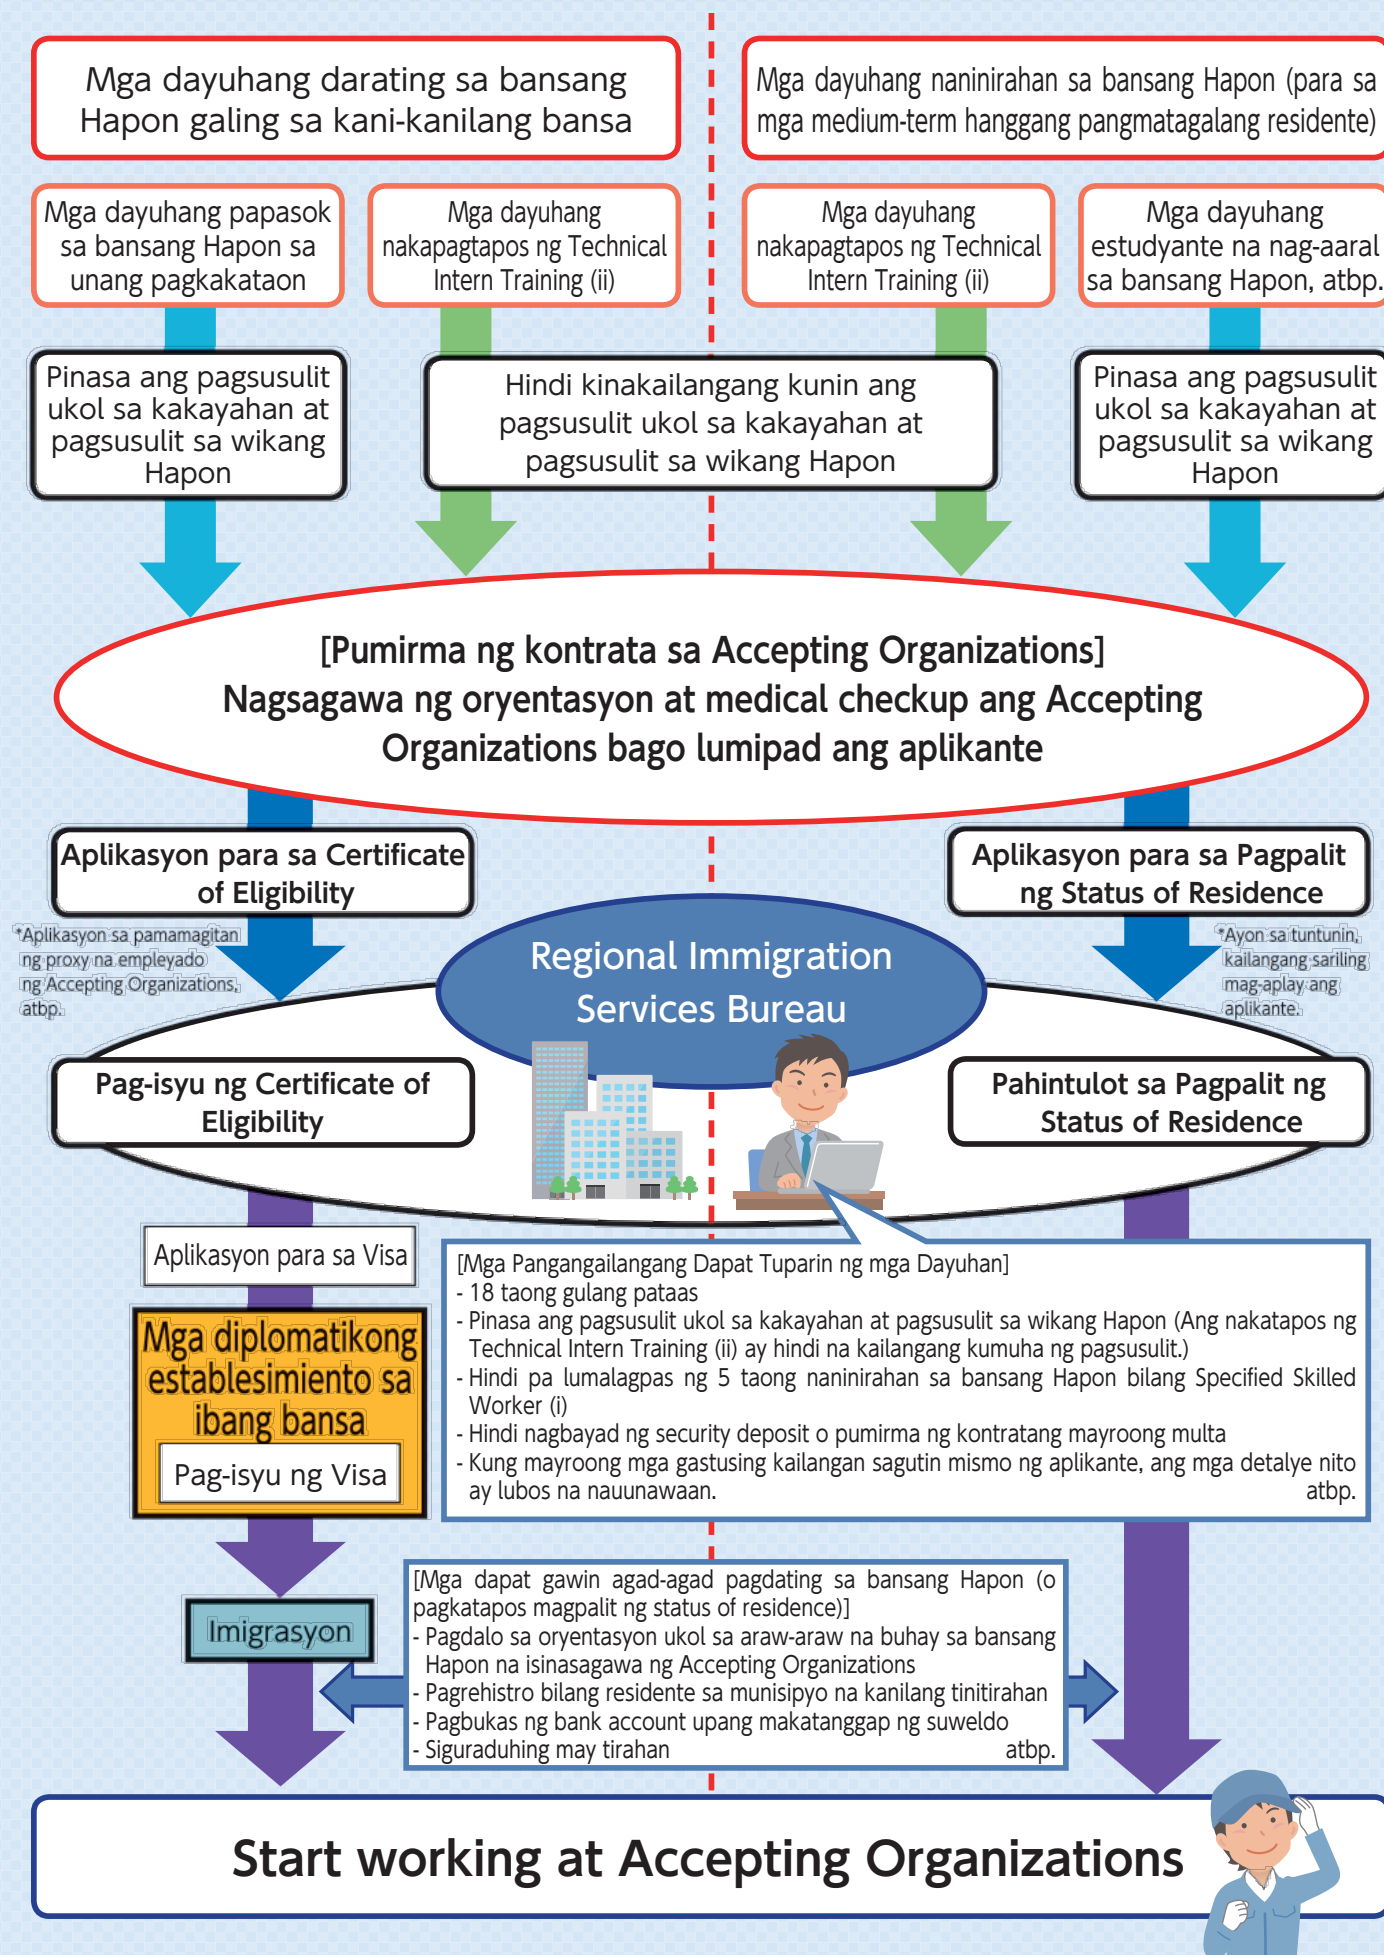 Mga dayuhang darating sa bansang
Hapon galing sa kani-kanilang bansa
Mga dayuhang naninirahan sa bansang Hapon (para sa
mga medium-term hanggang pangmatagalang residente)
Mga dayuhang papasok
sa bansang Hapon sa
unang pagkakataon
Mga dayuhang
nakapagtapos ng Technical
Intern Training (ii)
Mga dayuhang
nakapagtapos ng Technical
Intern Training (ii)
Mga dayuhang
estudyante na nag-aaral
sa bansang Hapon, atbp.
Pinasa ang pagsusulit
ukol sa kakayahan at
pagsusulit sa wikang
Hapon
Hindi kinakailangang kunin ang
pagsusulit ukol sa kakayahan at
pagsusulit sa wikang Hapon
Pinasa ang pagsusulit
ukol sa kakayahan at
pagsusulit sa wikang
Hapon
[Pumirma ng kontrata sa Accepting Organizations]
Nagsagawa ng oryentasyon at medical checkup ang Accepting
Organizations bago lumipad ang aplikante
Aplikasyon para sa Certificate
of Eligibility
Aplikasyon para sa Pagpalit
ng Status of Residence
*Aplikasyon sa pamamagitan
ng proxy na empleyado
ng Accepting Organizations,
atbp.
Regional Immigration
Services Bureau
*Ayon sa tuntunin,
kailangang sariling
mag-aplay ang
aplikante.
Pag-isyu ng Certificate of
Eligibility
Pahintulot sa Pagpalit ng
Status of Residence
Aplikasyon para sa Visa
Mga diplomatikong
establesimiento sa
ibang bansa
Pag-isyu ng Visa
[Mga Pangangailangang Dapat Tuparin ng mga Dayuhan]
- 18 taong gulang pataas
- Pinasa ang pagsusulit ukol sa kakayahan at pagsusulit sa wikang Hapon (Ang nakatapos ng
Technical Intern Training (ii) ay hindi na kailangang kumuha ng pagsusulit.)
- Hindi pa lumalagpas ng 5 taong naninirahan sa bansang Hapon bilang Specified Skilled
Worker (i)
- Hindi nagbayad ng security deposit o pumirma ng kontratang mayroong multa
- Kung mayroong mga gastusing kailangan sagutin mismo ng aplikante, ang mga detalye nito
ay lubos na nauunawaan. atbp.
Imigrasyon
[Mga dapat gawin agad-agad pagdating sa bansang Hapon (o
pagkatapos magpalit ng status of residence)]
- Pagdalo sa oryentasyon ukol sa araw-araw na buhay sa bansang
Hapon na isinasagawa ng Accepting Organizations
- Pagrehistro bilang residente sa munisipyo na kanilang tinitirahan
- Pagbukas ng bank account upang makatanggap ng suweldo
- Siguraduhing may tirahan atbp.
Start working at Accepting Organizations